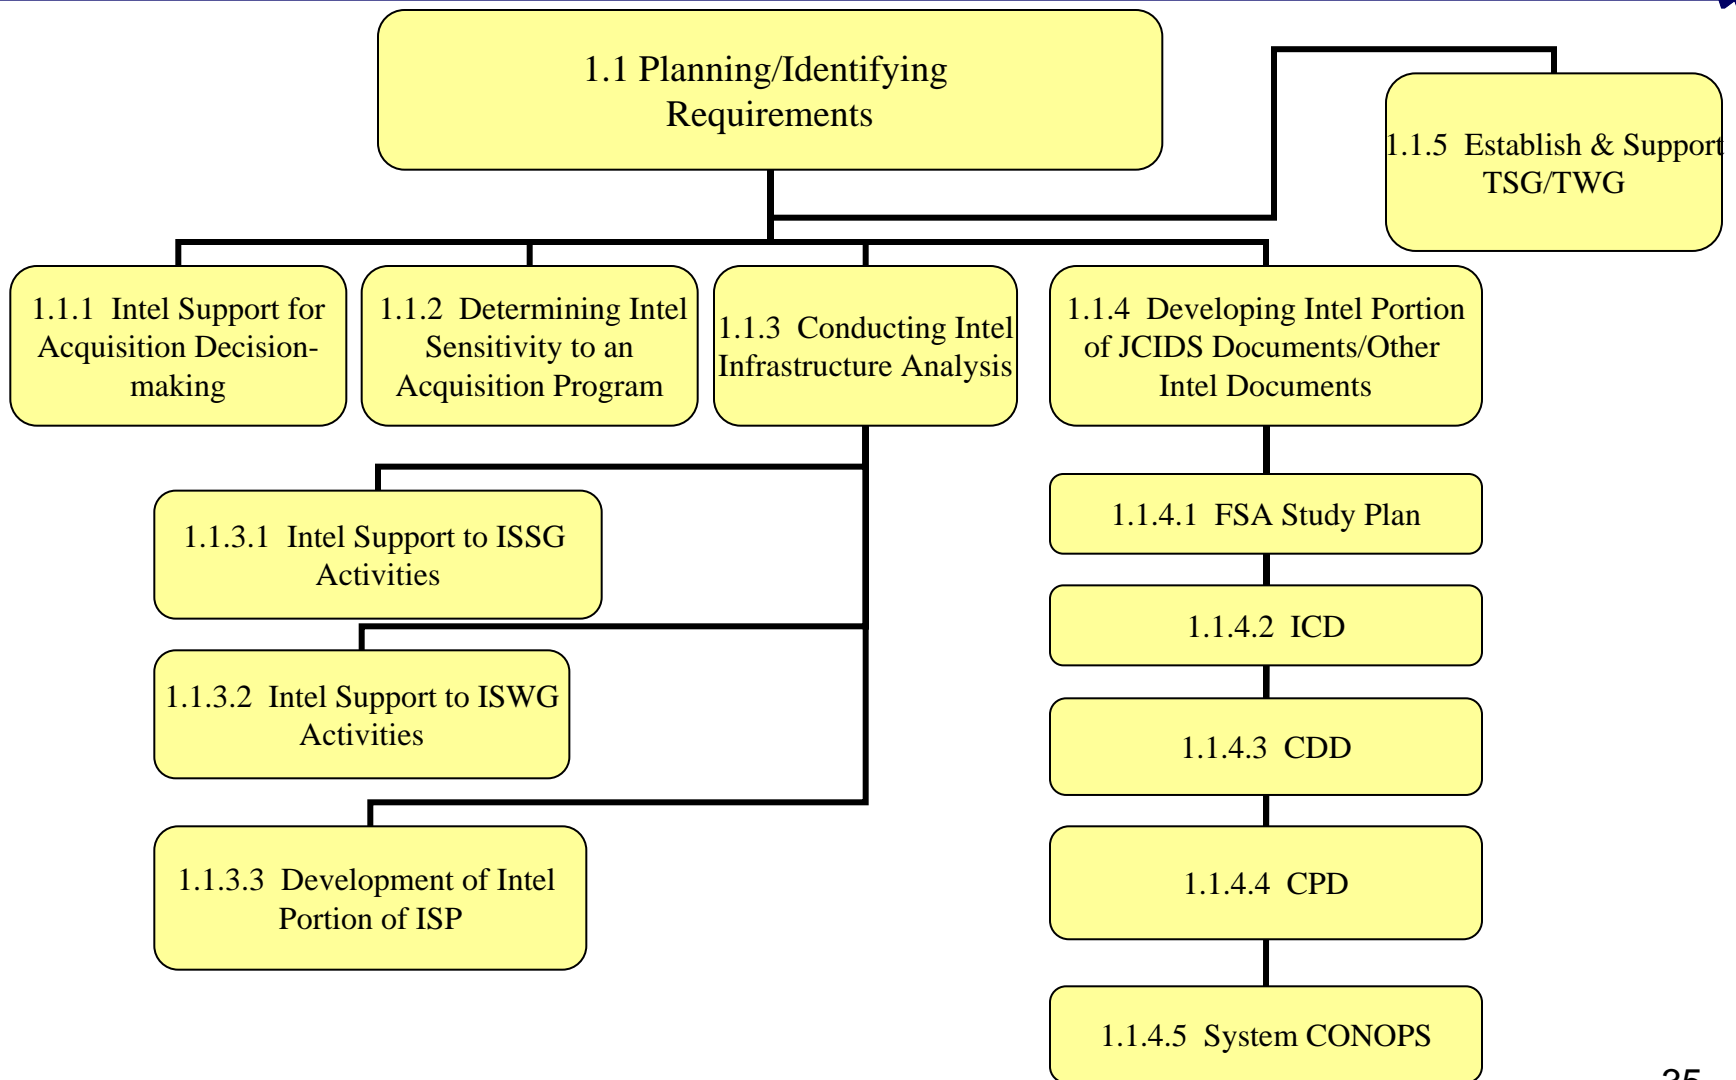 1.1 Planning/Identifying
Requirements
1.1.5 Establish & Support
TSG/TWG
1.1.1 Intel Support for
Acquisition Decision-
making
1.1.2 Determining Intel
Sensitivity to an
Acquisition Program
1.1.3 Conducting Intel
Infrastructure Analysis
1.1.4 Developing Intel Portion
of JCIDS Documents/Other
Intel Documents
1.1.3.1 Intel Support to ISSG
Activities
1.1.3.2 Intel Support to ISWG
Activities
1.1.3.3 Development of Intel
Portion of ISP
1.1.4.1 FSA Study Plan
1.1.4.2 ICD
1.1.4.3 CDD
1.1.4.4 CPD
1.1.4.5 System CONOPS